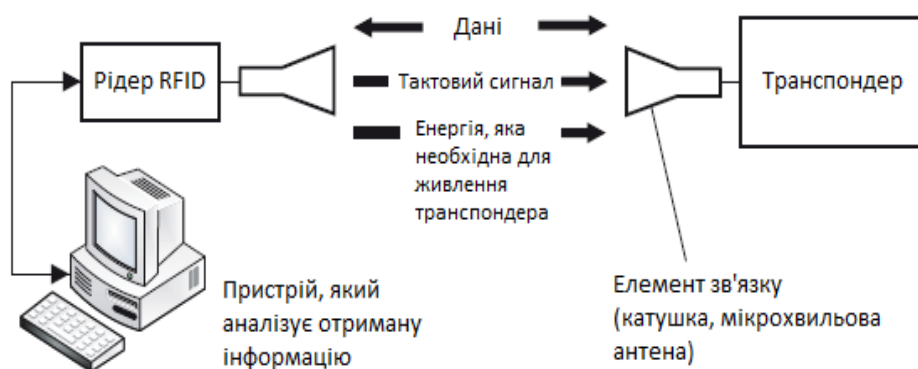 Дані
Рідер RFID
Тактовий сигнал
Транспондер
Енергія, яка
необхідна для
живлення
транспондера
Пристрій, який
аналізує отриману
інформацію
Елемент зв'язку
(катушка, мікрохвильова
антена)